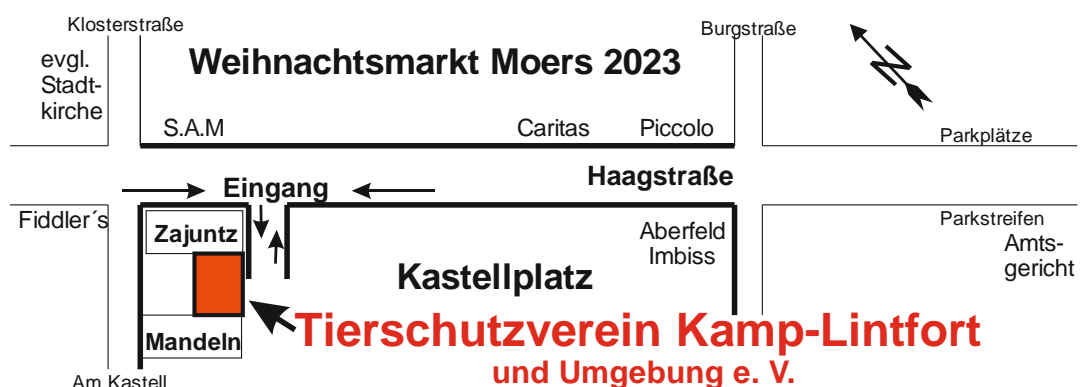 Klosterstraße
Burgstraße
evgl.
Stadt-
kirche
Weihnachtsmarkt Moers 2023
N
S.A.M
Caritas
Piccolo
Parkplätze
Haagstraße
Eingang
Fiddler´s
Zajuntz
Aberfeld
Imbiss
Parkstreifen
Amts-
gericht
Kastellplatz
Mandeln
Tierschutzverein Kamp-Lintfort
und Umgebung e. V.
Am Kastell